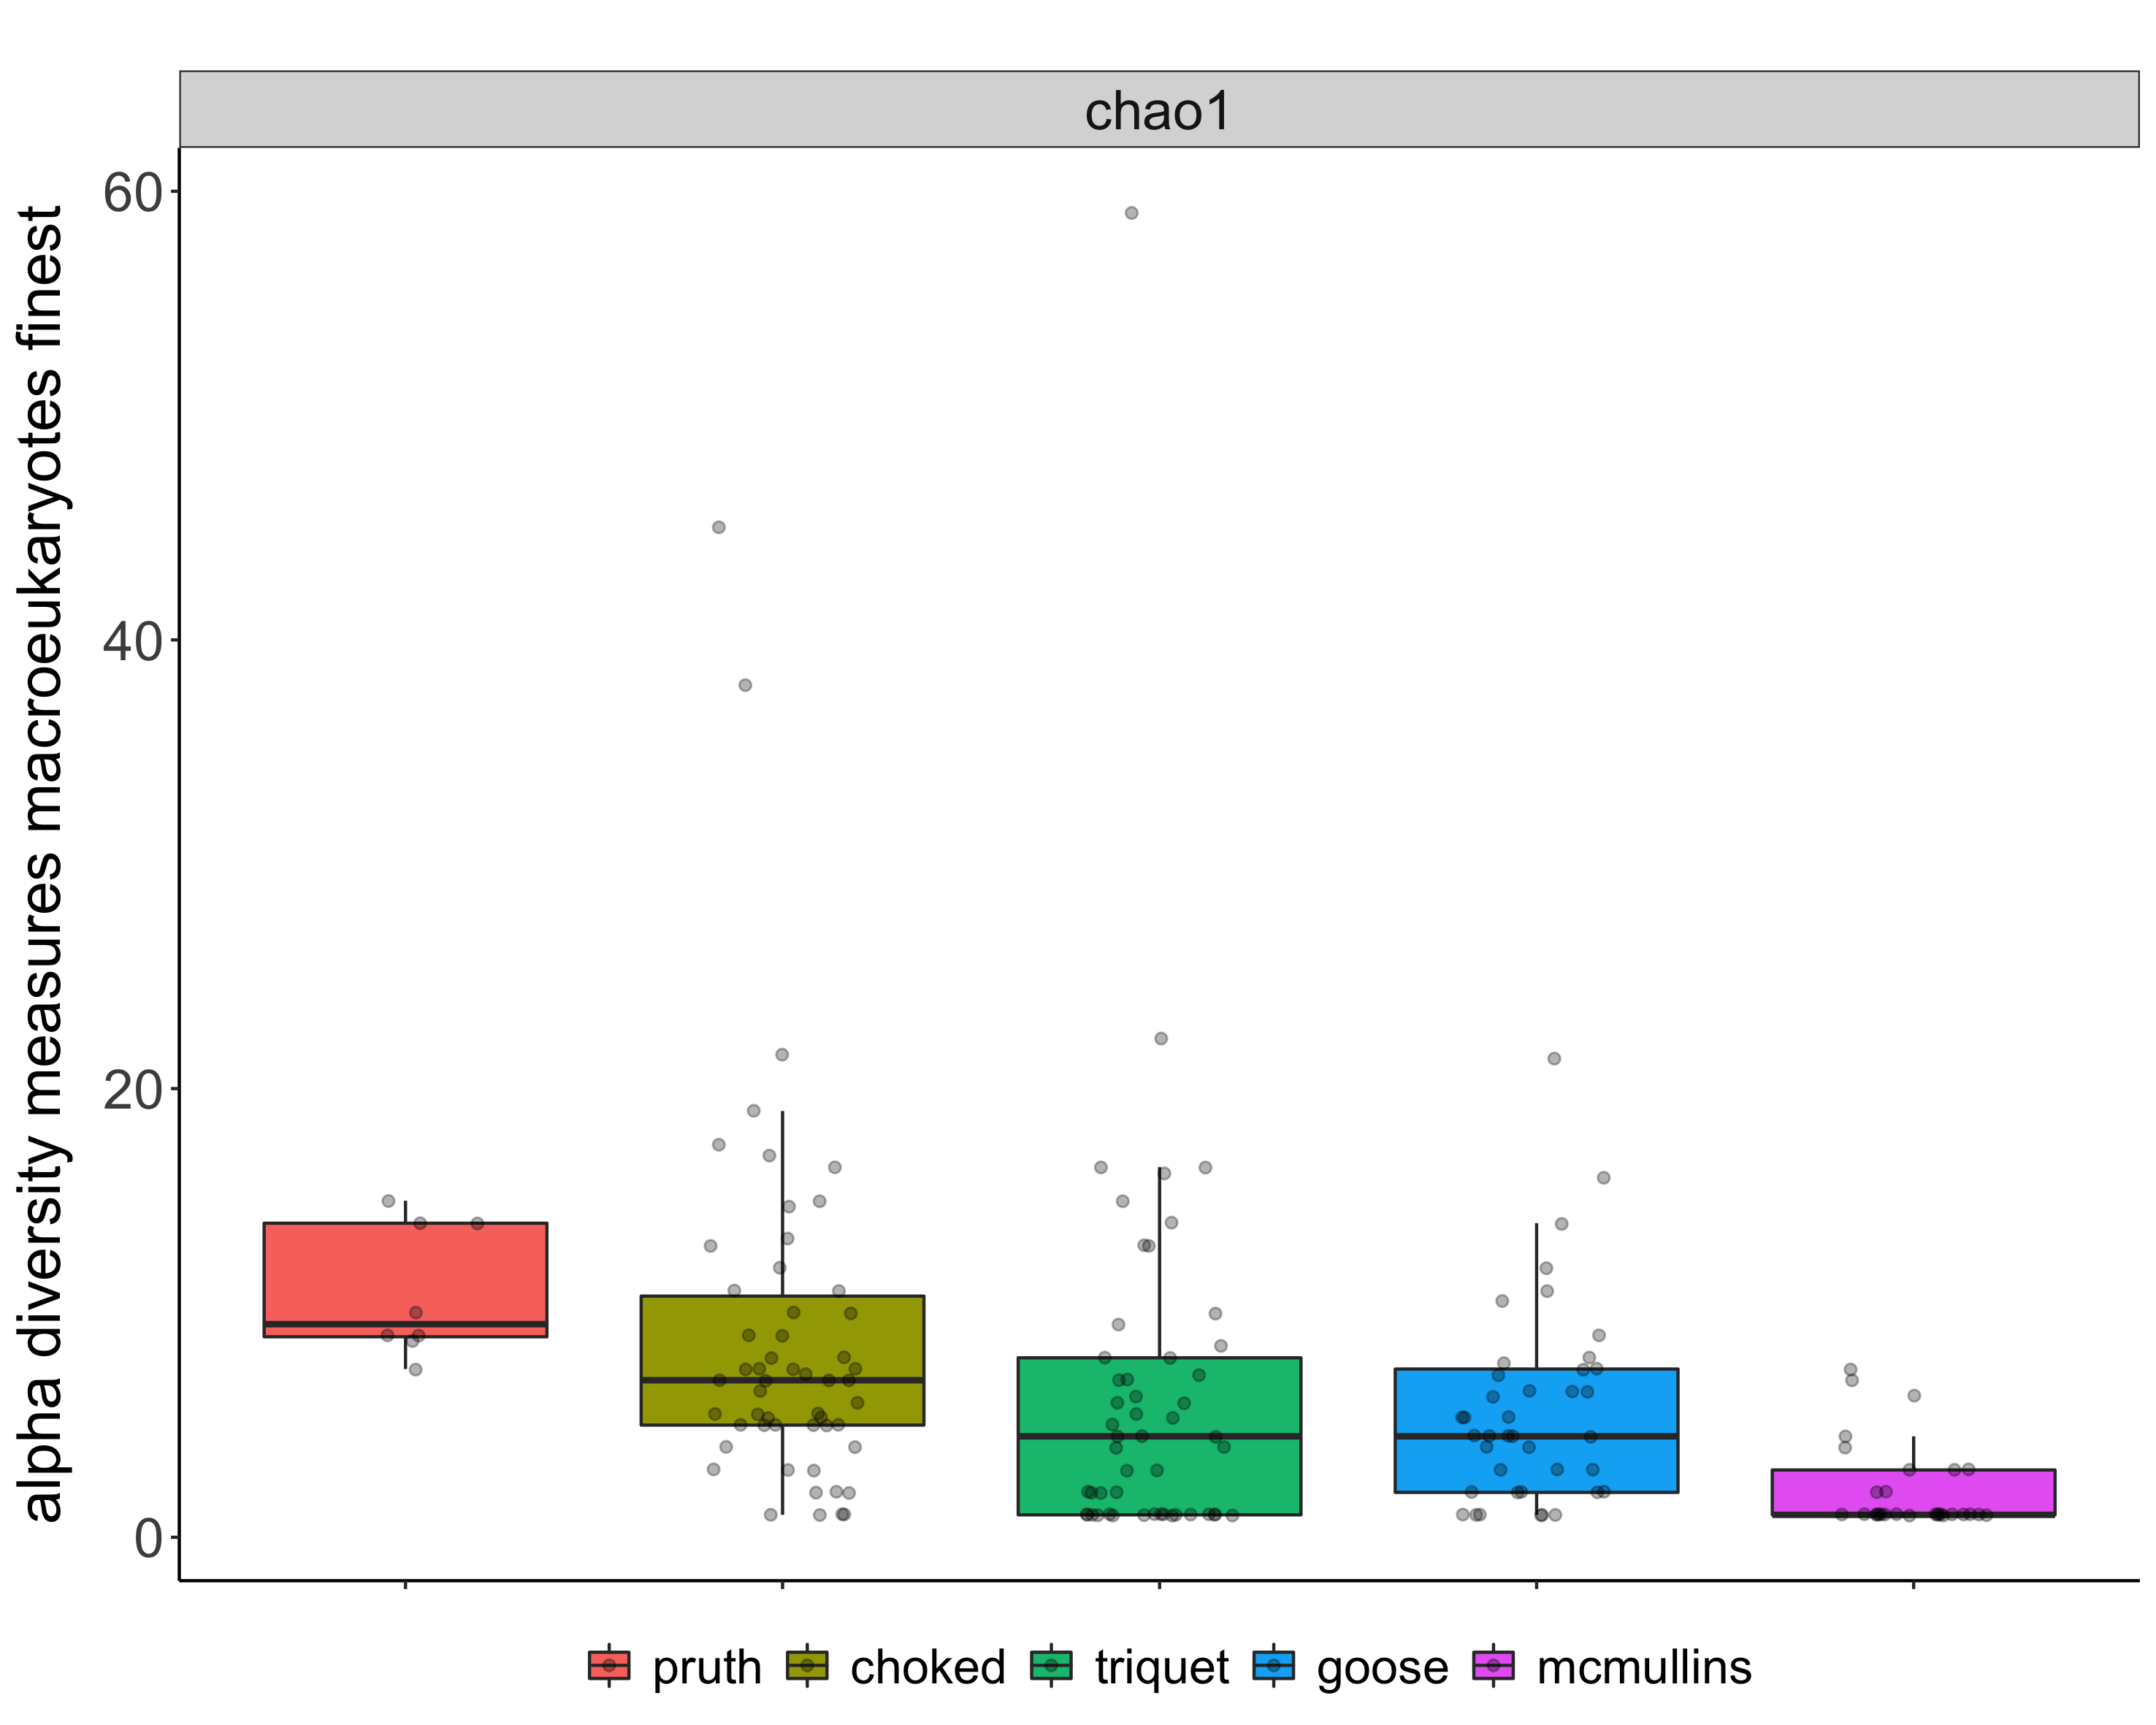 chao1
alpha diversity measures macroeukaryotes finest
60
40
20
0
pruth choked triquet goose mcmullins